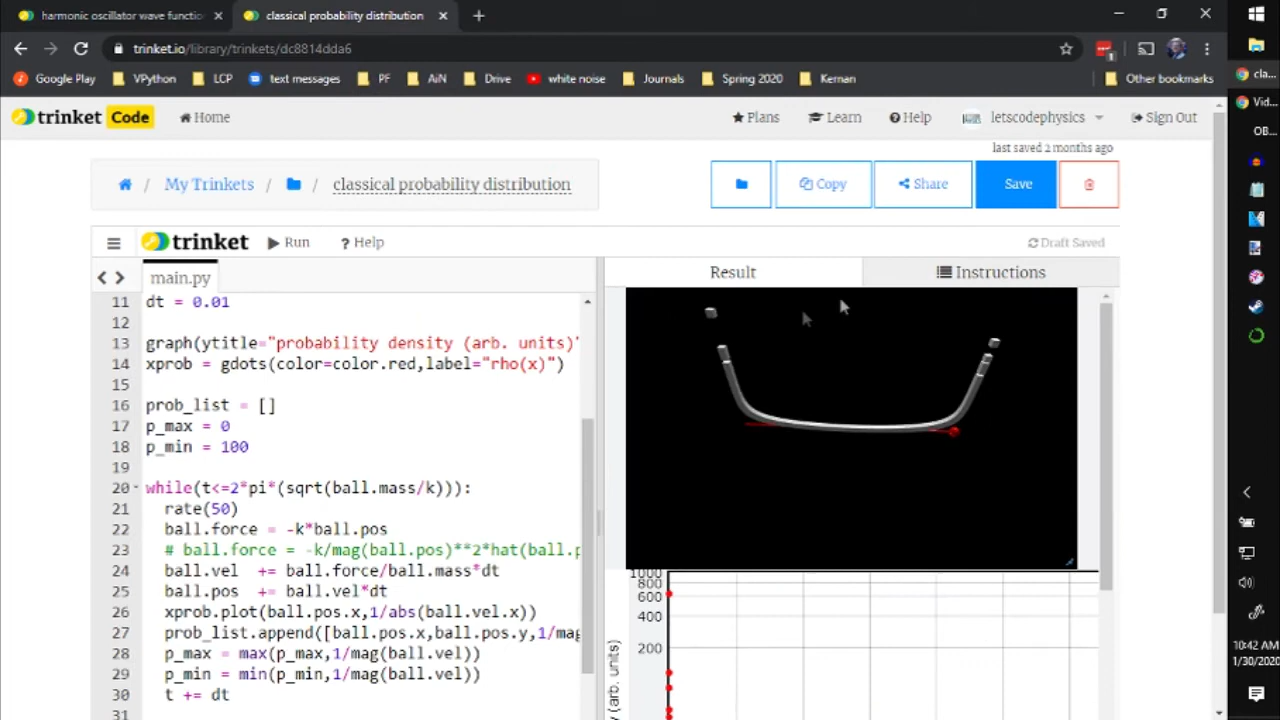 harmonic oscillator wave functio
classical probability distribution
trinket.io/library/trinkets/dc8814dda6
1
Google Play VPython LCP text messages PF AiN Drive white noise Journals Spring 2020 Kernan Other bookmarks
cla...
Vid...
OB...
trinket Code Home Plans Learn Help letscodephysics Sign Out
last saved 2 months ago
/ My Trinkets / / classical probability distribution
Copy Share Save
trinket Run ? Help Draft Saved
main.py
Result Instructions
11 dt = 0.01
12
13 graph(ytitle="probability density (arb. units)"
14 xprob = gdots(color=color.red,label="rho(x)")
15
16 prob_list = []
17 p_max = 0
18 p_min = 100
19
20 while(t<=2*pi*(sqrt(ball.mass/k))):
21 rate(50)
22 ball.force = -k*ball.pos
23 # ball.force = -k/mag(ball.pos)**2*hat(ball.p
24 ball.vel += ball.force/ball.mass*dt
25 ball.pos += ball.vel*dt
26 xprob.plot(ball.pos.x,1/abs(ball.vel.x))
27 prob_list.append([ball.pos.x,ball.pos.y,1/mag
28 p_max = max(p_max,1/mag(ball.vel))
29 p_min = min(p_min,1/mag(ball.vel))
30 t += dt
31
1000
800
600
400
200
(arb. units)
10:42 AM
1/30/2020